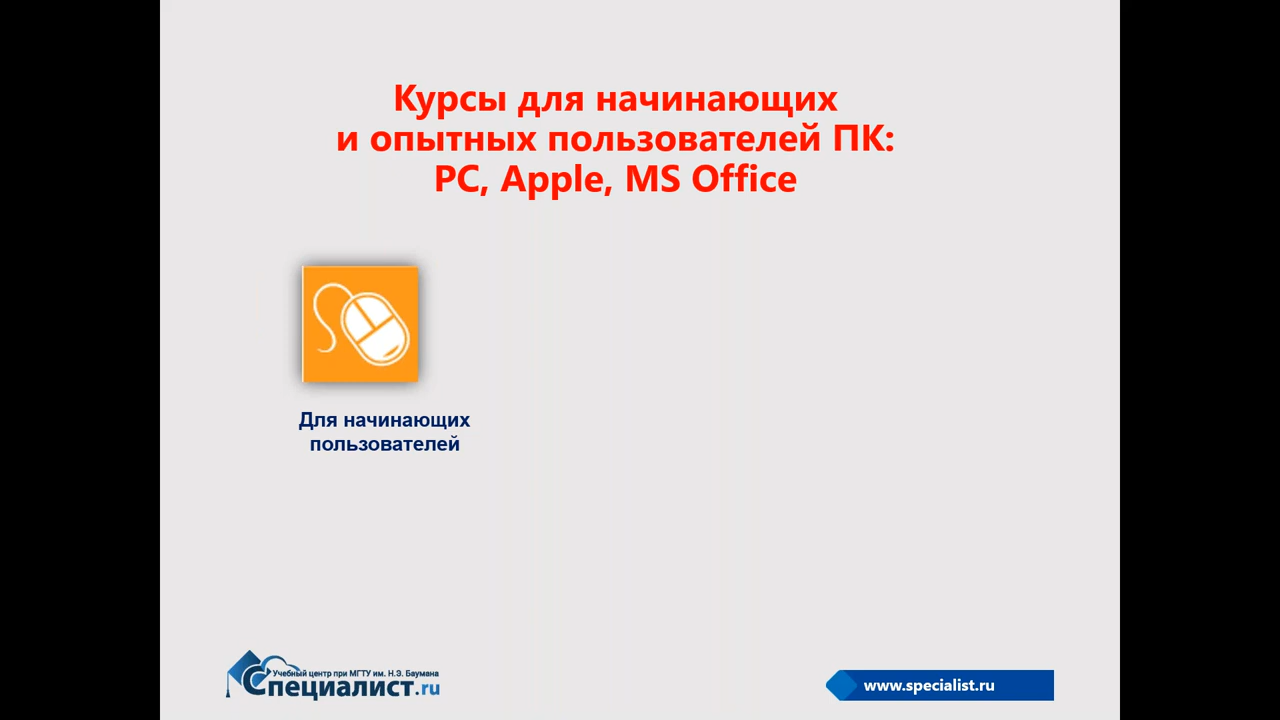 Курсы для начинающих
и опытных пользователей ПК:
PC, Apple, MS Office
Для начинающих
пользователей
Учебный центр при МГТУ им. Н.Э. Баумана
Специалист.ru
www.specialist.ru